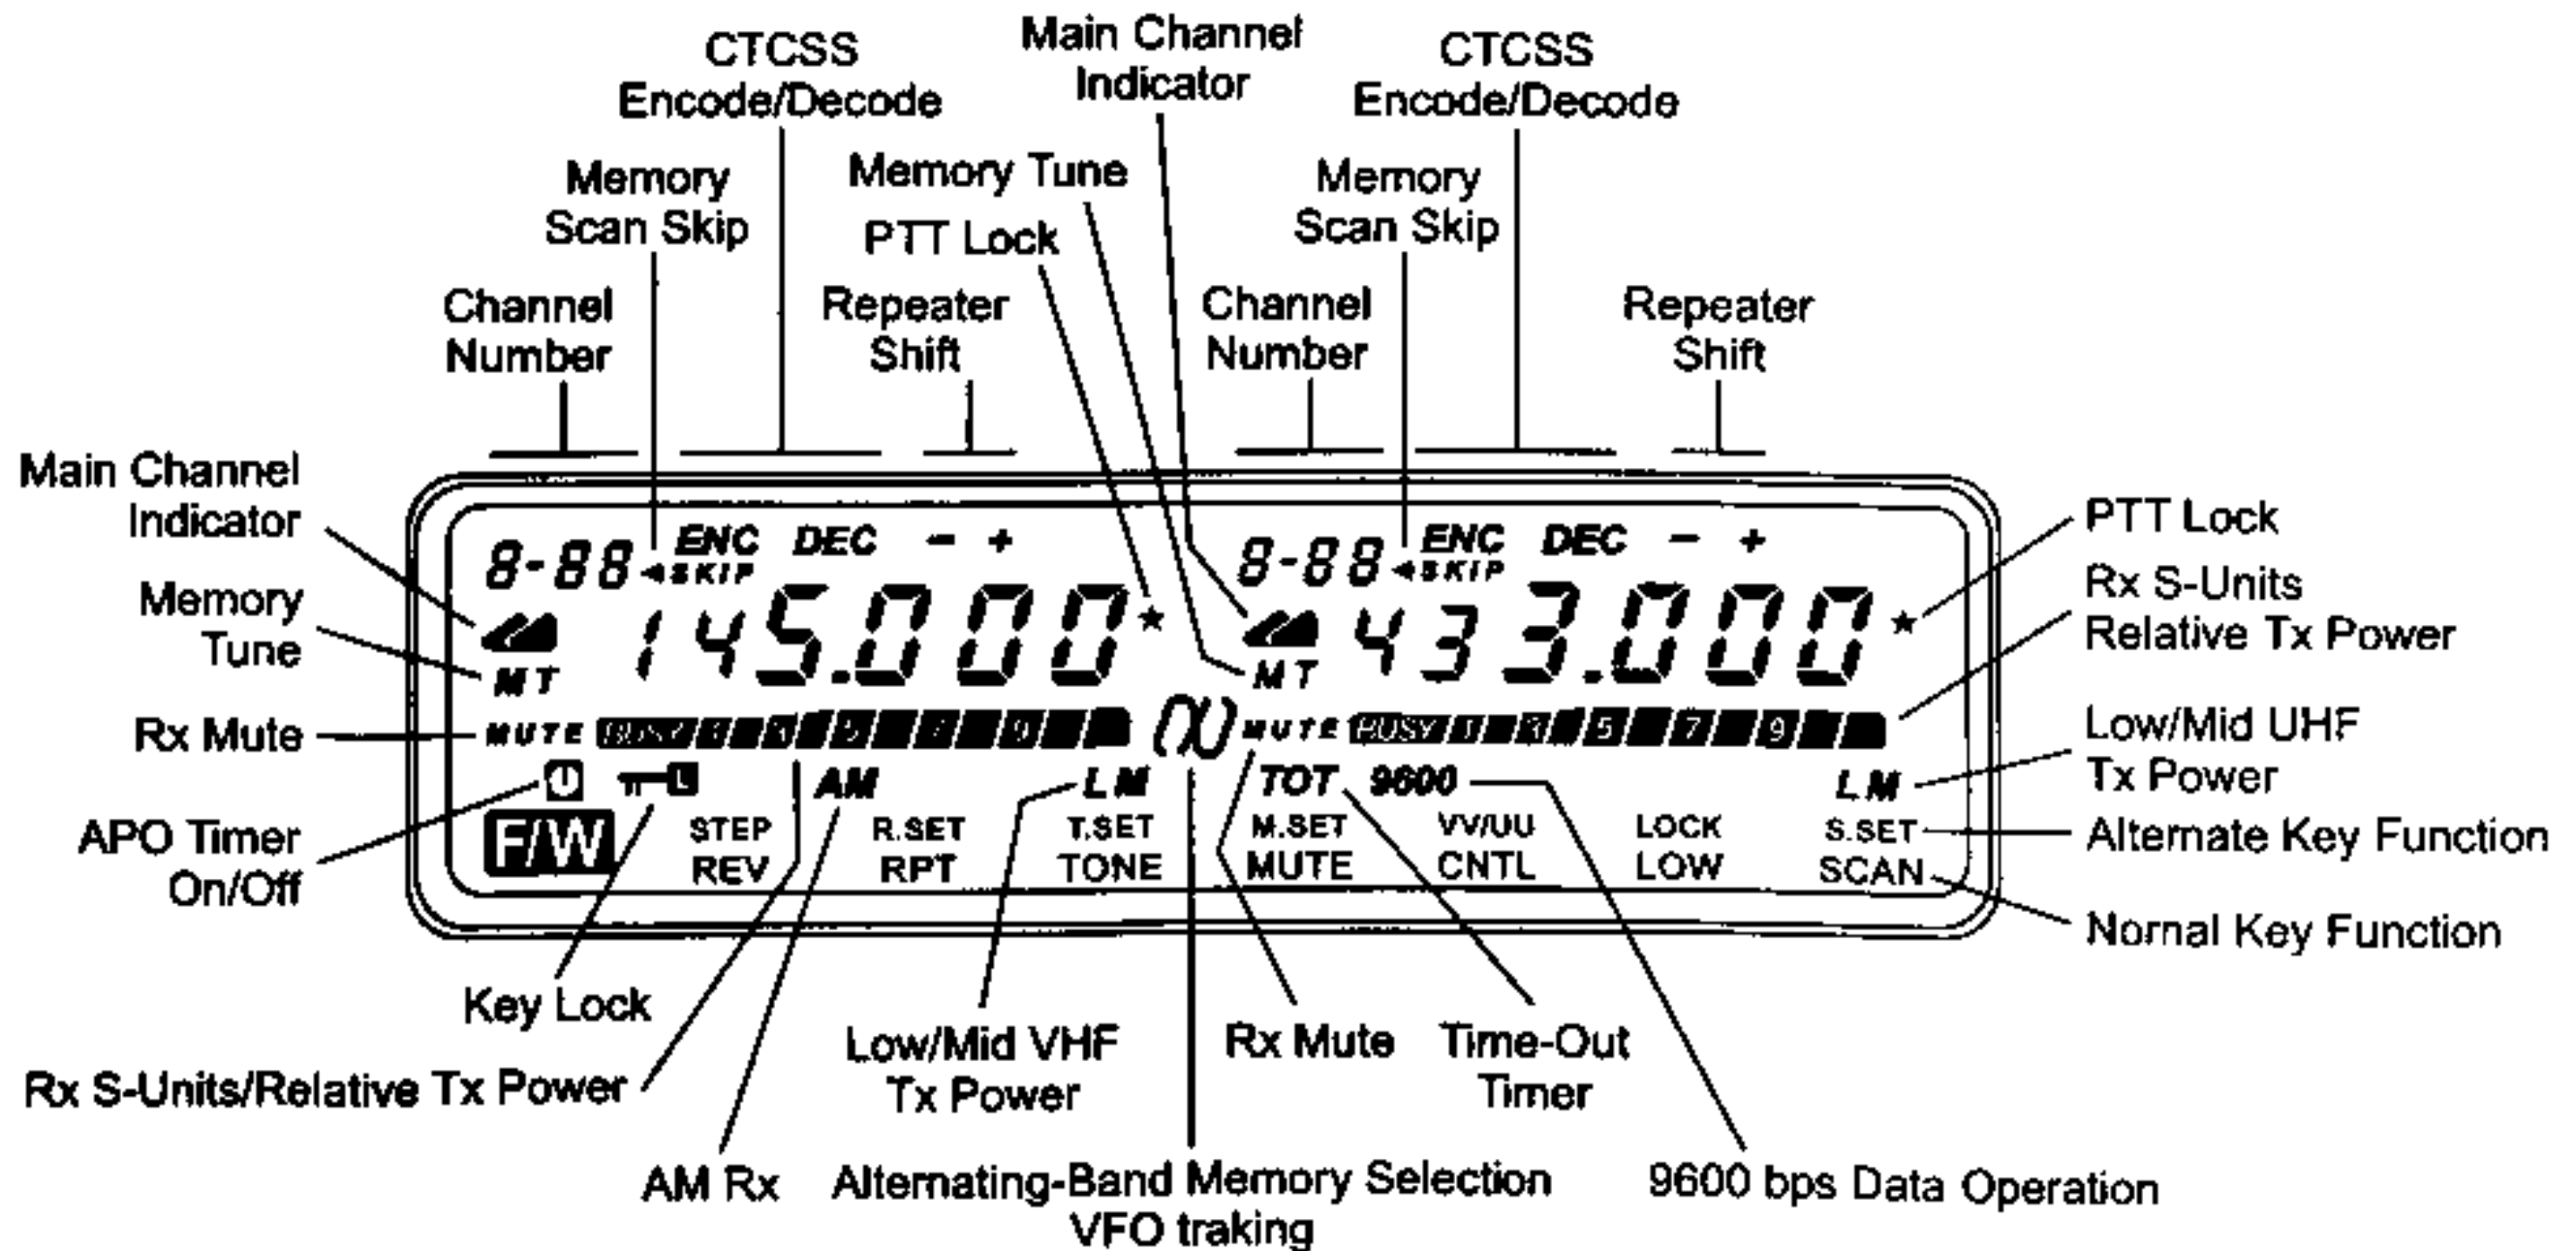 CTCSS
Encode/Decode
Main Channel
Indicator
CTCSS
Encode/Decode
Memory
Scan Skip
Memory Tune
PTT Lock
Memory
Scan Skip
Channel
Number
Repeater
Shift
Channel
Number
Repeater
Shift
Main Channel
Indicator
Memory
Tune
Rx Mute
APO Timer
On/Off
8-88 ◄SKIP ENC DEC - +
145.000 ★
MT
MUTE BUSY
AM LM
8-88 ◄SKIP ENC DEC - +
433.000 ★
MT
MUTE BUSY 1 3 5 7 9
TOT 9600 LM
F/W
STEP R.SET T.SET M.SET VV/UU LOCK S.SET
REV RPT TONE MUTE CNTL LOW SCAN
PTT Lock
Rx S-Units
Relative Tx Power
Low/Mid UHF
Tx Power
Alternate Key Function
Nornal Key Function
Key Lock
Rx S-Units/Relative Tx Power
AM Rx
Low/Mid VHF
Tx Power
Alternating-Band Memory Selection
VFO traking
Rx Mute
Time-Out
Timer
9600 bps Data Operation